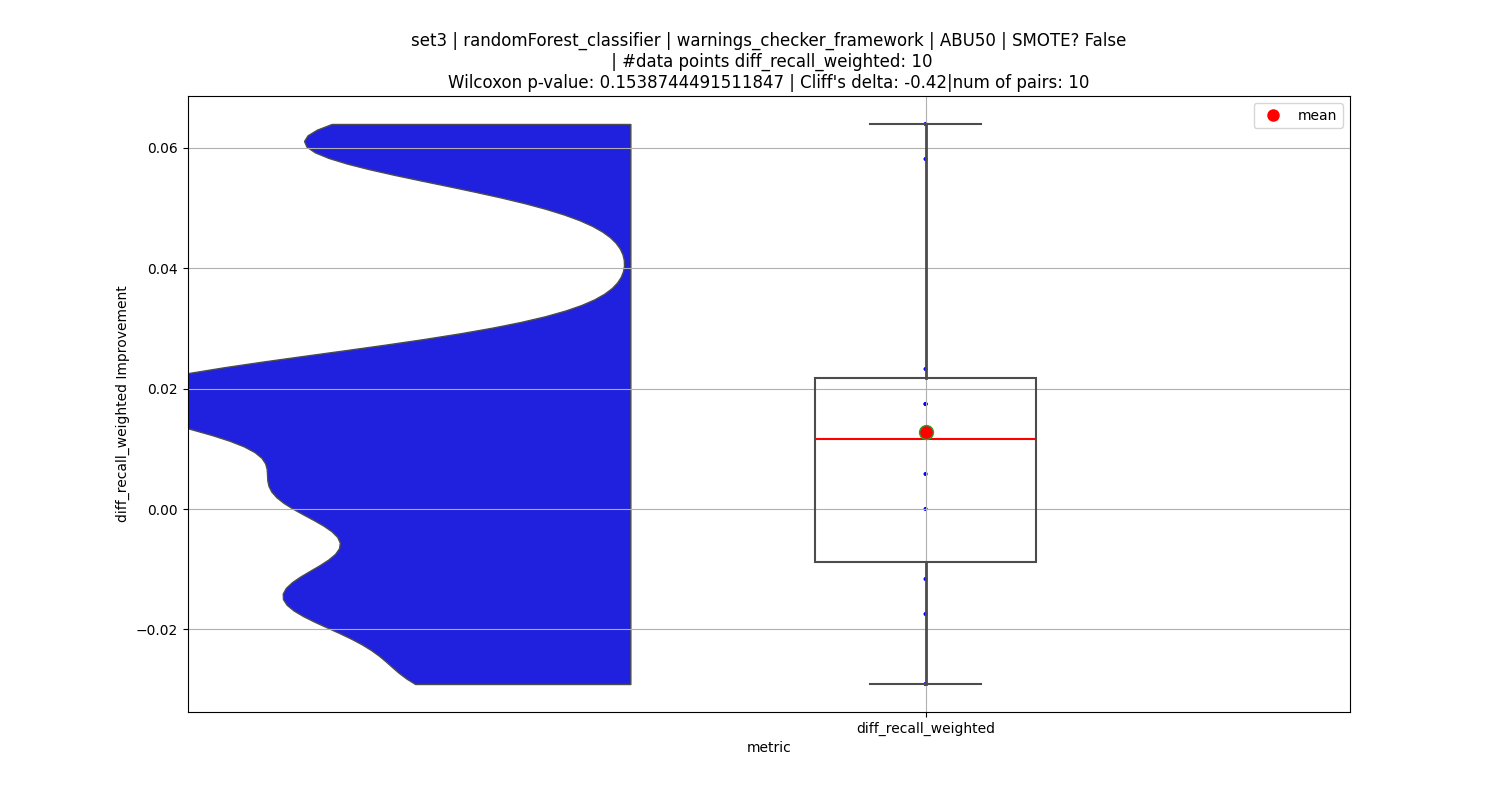 set3 | randomForest_classifier | warnings_checker_framework | ABU50 | SMOTE? False
| #data points diff_recall_weighted: 10
Wilcoxon p-value: 0.1538744491511847 | Cliff's delta: -0.42|num of pairs: 10
mean
0.06
0.04
0.02
0.00
−0.02
diff_recall_weighted Improvement
diff_recall_weighted
metric